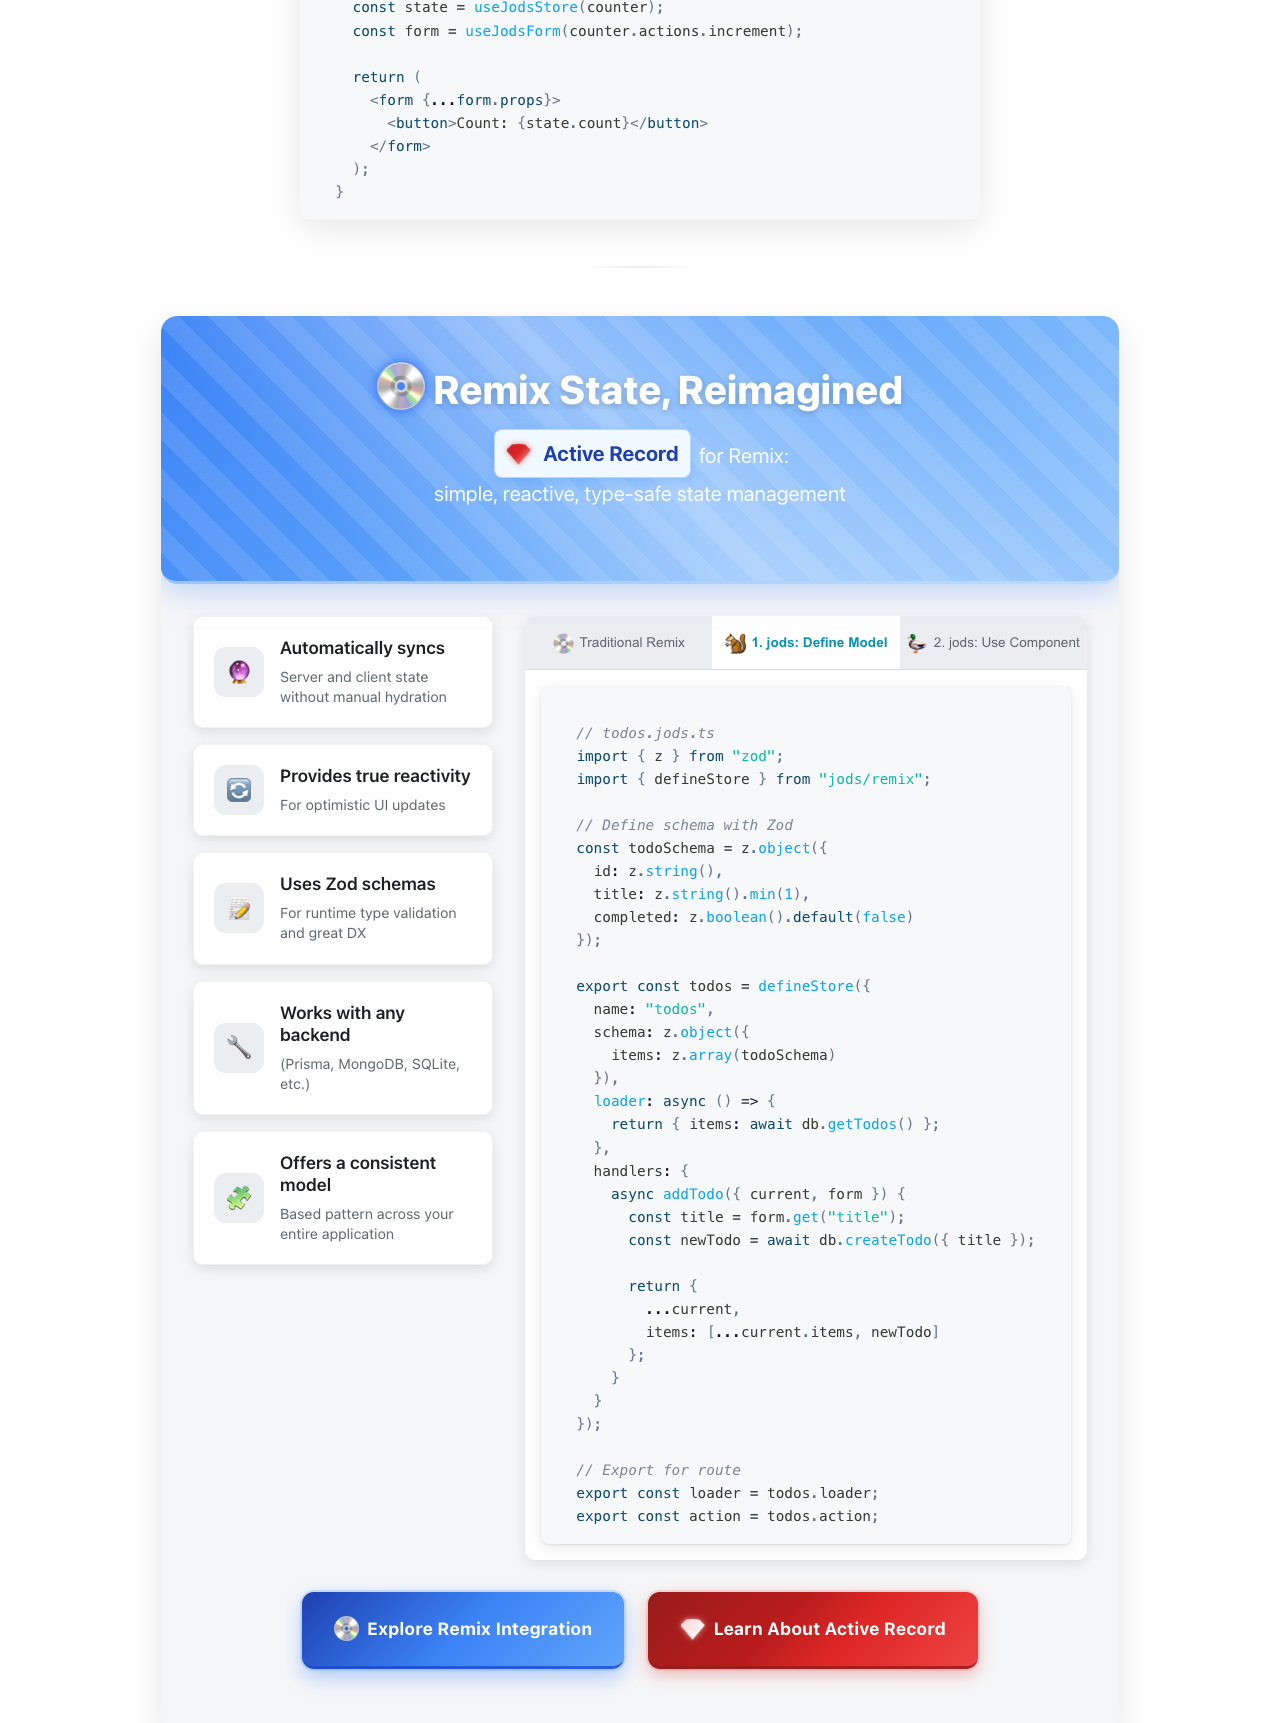 const state = useJodsStore(counter);
const form = useJodsForm(counter.actions.increment);
return (
<form {...form.props}>
<button>Count: {state.count}</button>
</form>
);
}
Remix State, Reimagined
Active Record for Remix:
simple, reactive, type-safe state management
Automatically syncs
Server and client state
without manual hydration
Provides true reactivity
For optimistic UI updates
Uses Zod schemas
For runtime type validation
and great DX
Works with any
backend
(Prisma, MongoDB, SQLite,
etc.)
Offers a consistent
model
Based pattern across your
entire application
Traditional Remix
1. jods: Define Model
2. jods: Use Component
// todos.jods.ts
import { z } from "zod";
import { defineStore } from "jods/remix";
// Define schema with Zod
const todoSchema = z.object({
id: z.string(),
title: z.string().min(1),
completed: z.boolean().default(false)
});
export const todos = defineStore({
name: "todos",
schema: z.object({
items: z.array(todoSchema)
}),
loader: async () => {
return { items: await db.getTodos() };
},
handlers: {
async addTodo({ current, form }) {
const title = form.get("title");
const newTodo = await db.createTodo({ title });
return {
...current,
items: [...current.items, newTodo]
};
}
}
});
// Export for route
export const loader = todos.loader;
export const action = todos.action;
Explore Remix Integration
Learn About Active Record